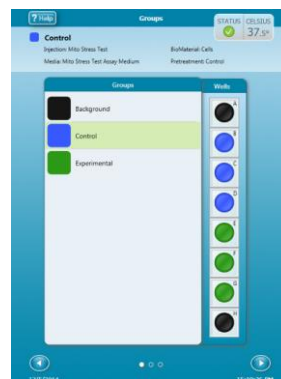 ? Help
Groups
STATUS
CELSIUS
37.5°
Control
Injection: Mito Stress Test
BioMaterial: Cells
Media: Mito Stress Test Assay Medium
Pretreatment: Control
Groups
Wells
Background
Control
Experimental
A
B
C
D
E
F
G
H